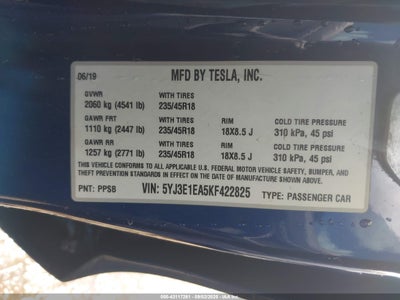 06/19 MFD BY TESLA, INC.
GVWR WITH TIRES
2060 kg (4541 lb) 235/45R18
GAWR FRT WITH TIRES RIM COLD TIRE PRESSURE
1110 kg (2447 lb) 235/45R18 18X8.5 J 310 kPa, 45 psi
GAWR RR WITH TIRES RIM COLD TIRE PRESSURE
1257 kg (2771 lb) 235/45R18 18X8.5 J 310 kPa, 45 psi
THIS VEHICLE CONFORMS TO ALL APPLICABLE U.S. FEDERAL MOTOR VEHICLE SAFETY, BUMPER, AND
THEFT PREVENTION STANDARDS IN EFFECT ON THE DATE OF MANUFACTURE SHOWN ABOVE.
PNT: PPSB VIN: 5YJ3E1EA5KF422825 TYPE: PASSENGER CAR